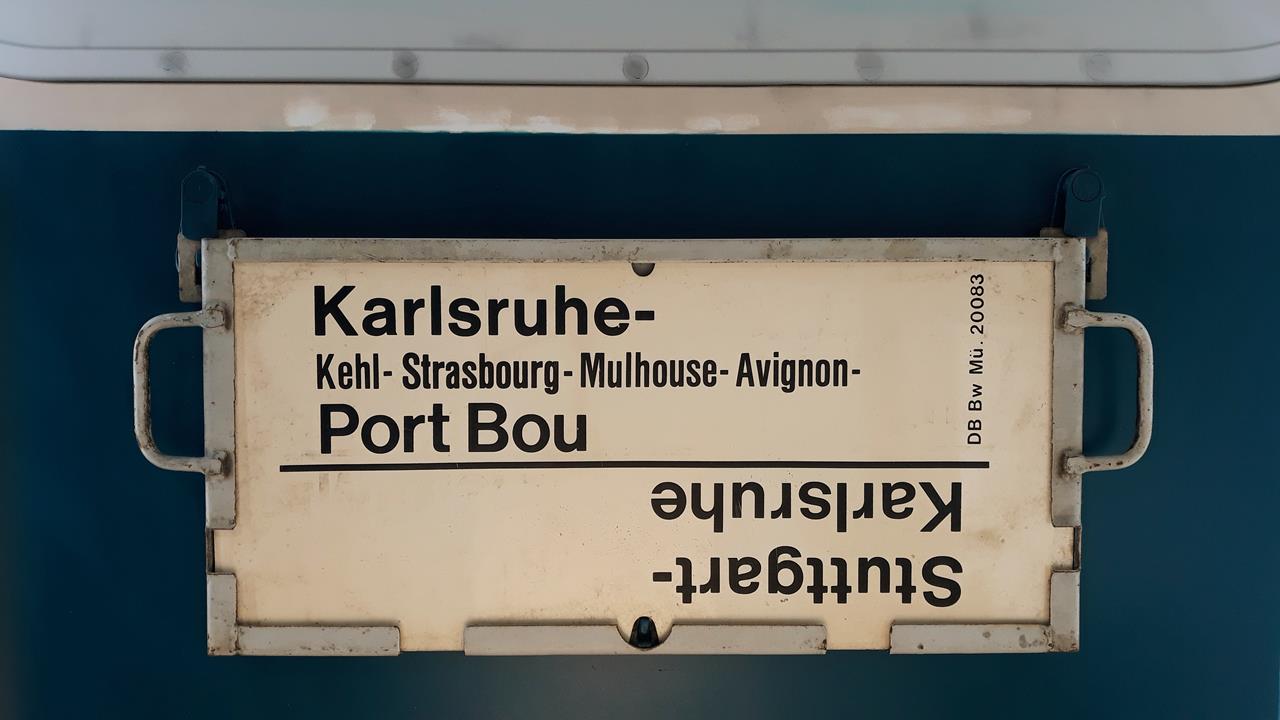 Karlsruhe-
Kehl- Strasbourg- Mulhouse- Avignon-
Port Bou
DB Bw Mü. 20083
Stuttgart-
Karlsruhe